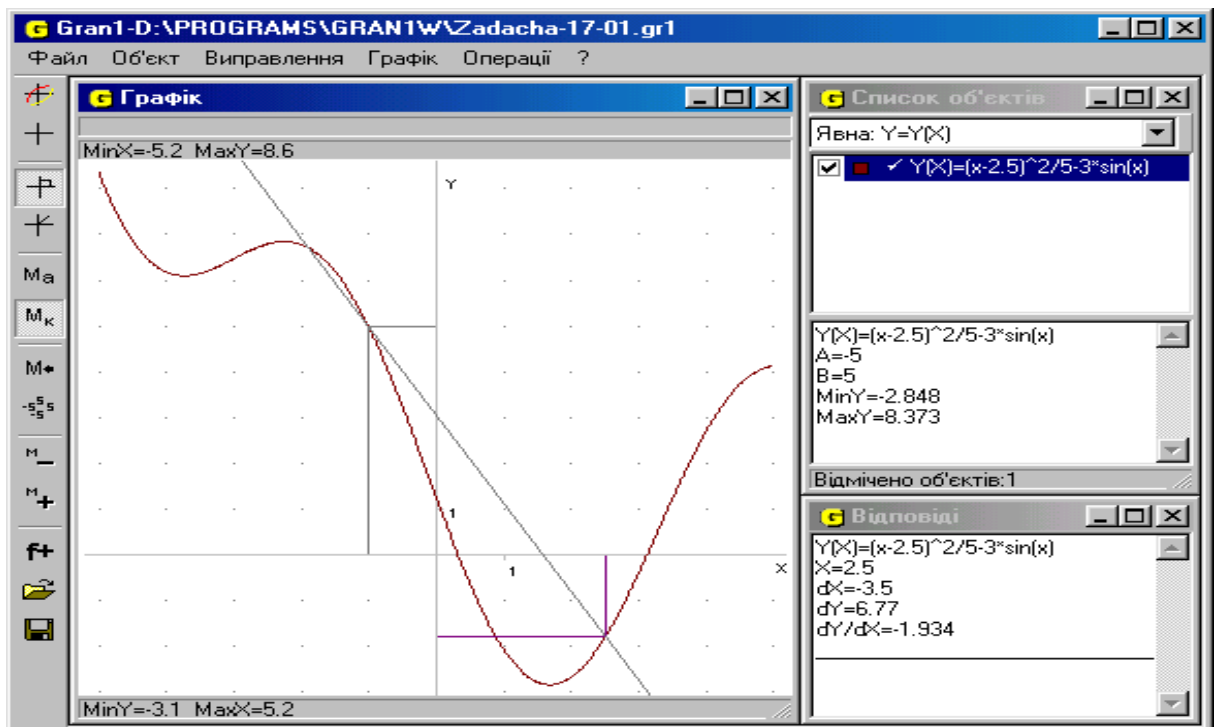 Gran1-D:\PROGRAMS\GRAN1W\Zadacha-17-01.gr1
Файл Об'єкт Виправлення Графік Операції ?
Графік
MinX=-5.2 MaxY=8.6
Y
1
1
X
MinY=-3.1 MaxX=5.2
Ma
Mк
M
-5 5 5 -5
M
M+
f+
Список об'єктів
Явна: Y=Y(X)
Y(X)=(x-2.5)^2/5-3*sin(x)
Y(X)=(x-2.5)^2/5-3*sin(x)
A=-5
B=5
MinY=-2.848
MaxY=8.373
Відмічено об'єктів:1
Відповіді
Y(X)=(x-2.5)^2/5-3*sin(x)
X=2.5
dX=-3.5
dY=6.77
dY/dX=-1.934